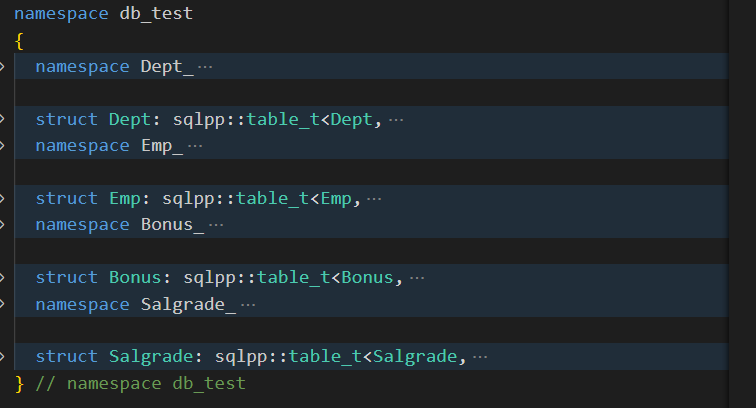 namespace db_test
{
namespace Dept_ ···
struct Dept: sqlpp::table_t<Dept, ···
namespace Emp_ ···
struct Emp: sqlpp::table_t<Emp, ···
namespace Bonus_ ···
struct Bonus: sqlpp::table_t<Bonus, ···
namespace Salgrade_ ···
struct Salgrade: sqlpp::table_t<Salgrade, ···
} // namespace db_test